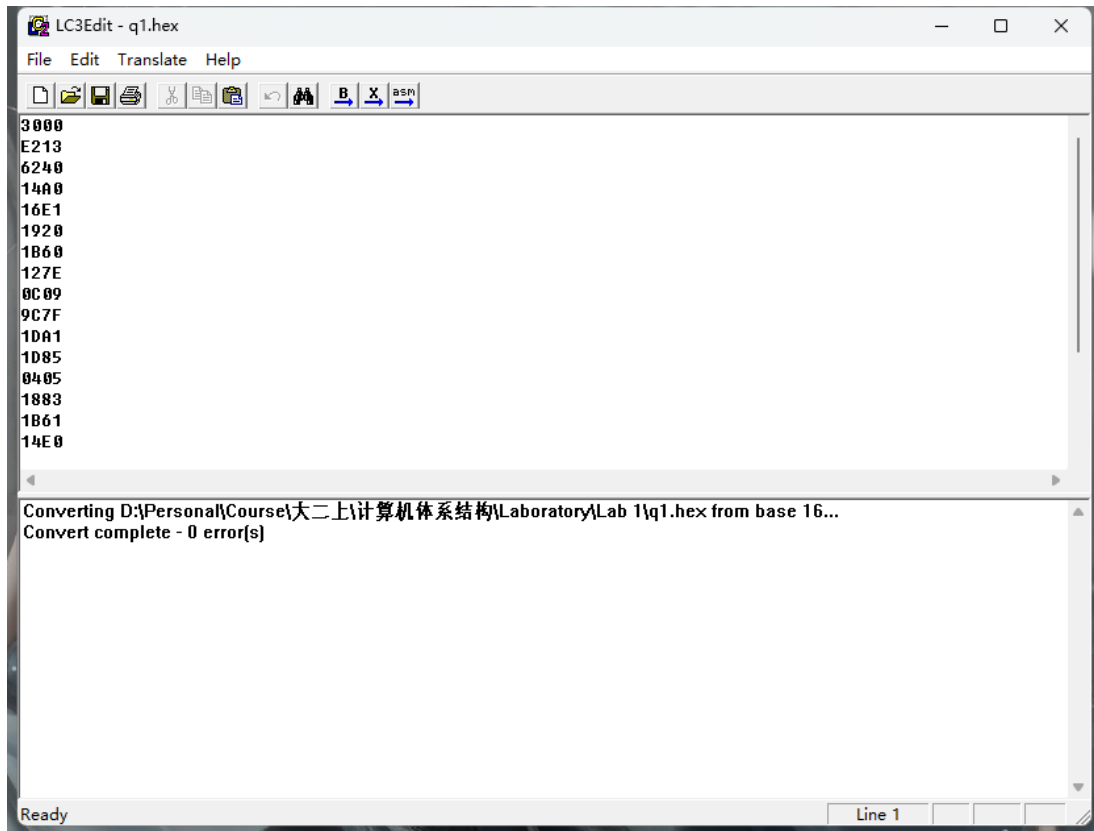 LC3Edit - q1.hex
File Edit Translate Help
B X asm
3000
E213
6240
14A0
16E1
1920
1B60
127E
0C09
9C7F
1DA1
1D85
0405
1883
1B61
14E0
Converting D:\Personal\Course\大二上\计算机体系结构\Laboratory\Lab 1\q1.hex from base 16...
Convert complete - 0 error(s)
Ready Line 1